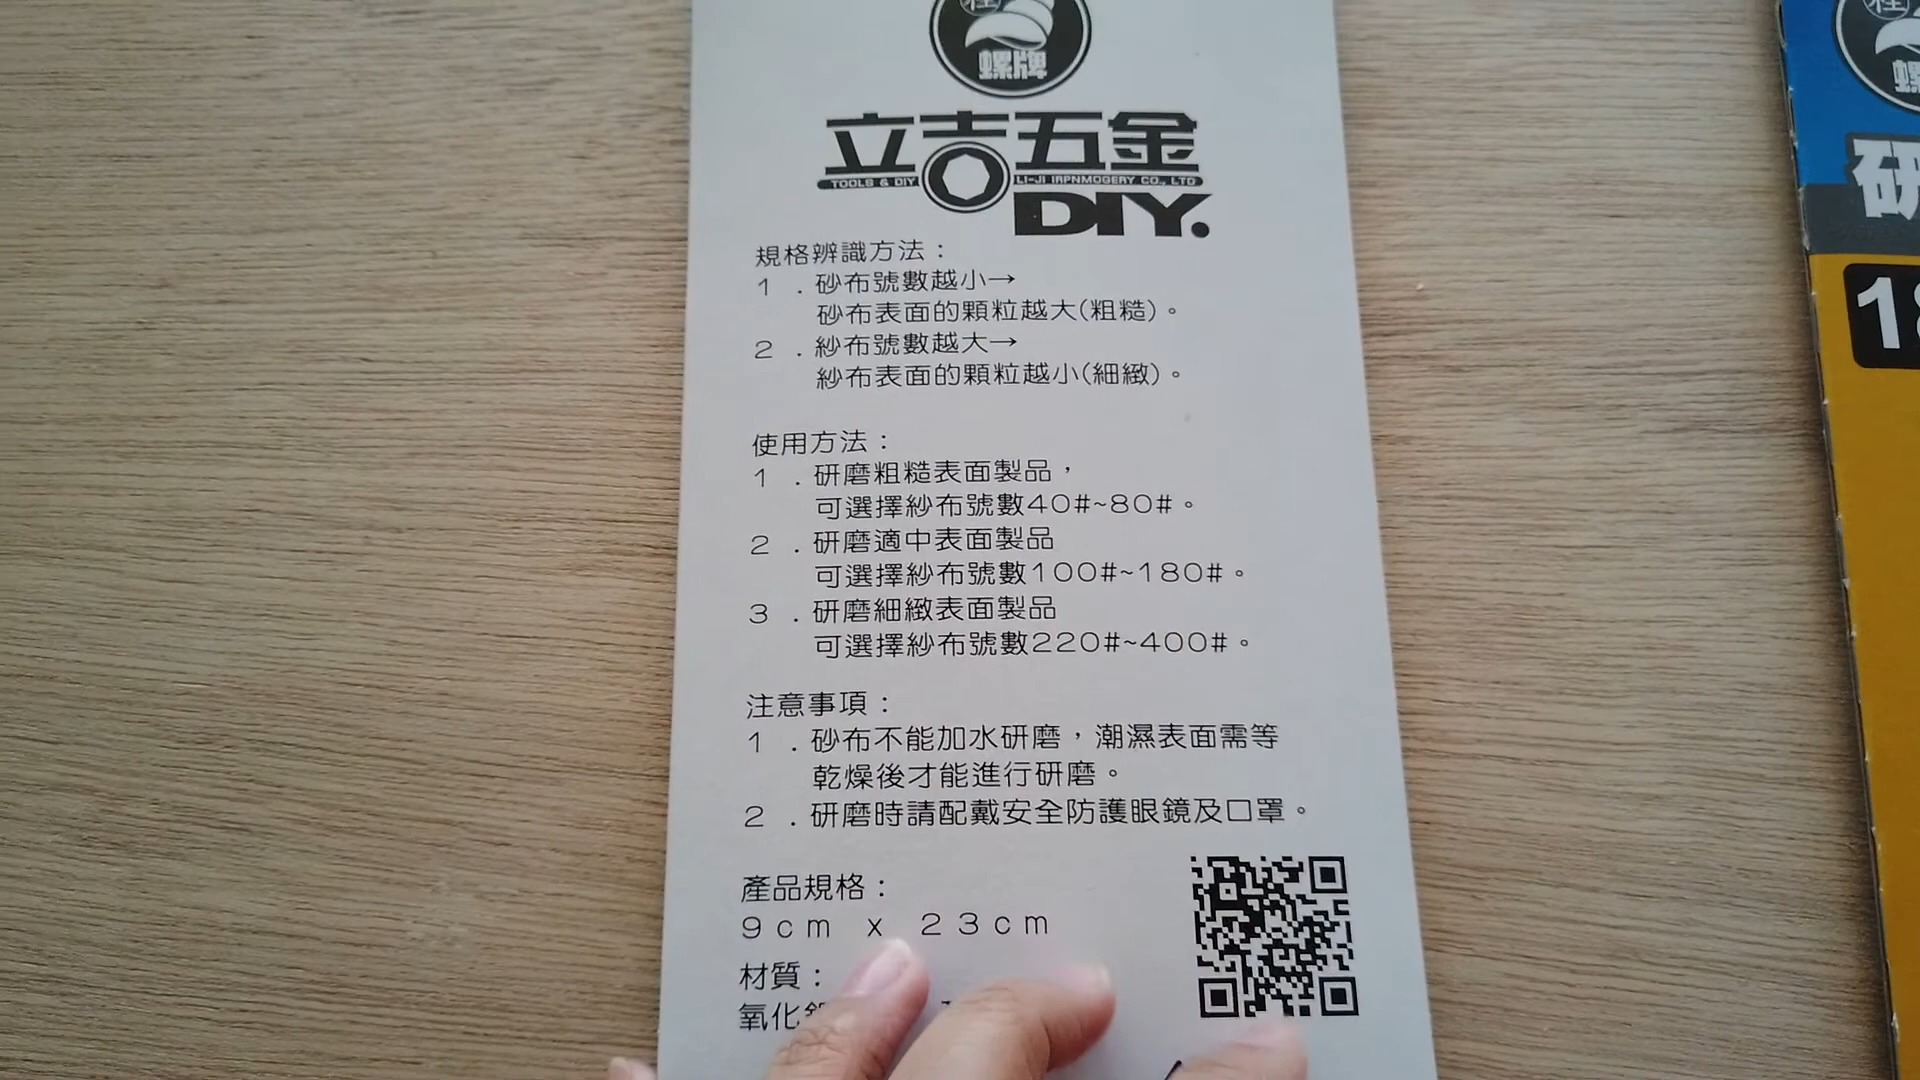 螺牌
立吉五金
TOOLS & DIY LI-JI IRPNMOGERY CO., LTD
DIY.
規格辨識方法：
1 ．砂布號數越小→
砂布表面的顆粒越大(粗糙)。
2 ．紗布號數越大→
紗布表面的顆粒越小(細緻)。
使用方法：
1 ．研磨粗糙表面製品，
可選擇紗布號數40#~80#。
2 ．研磨適中表面製品
可選擇紗布號數100#~180#。
3 ．研磨細緻表面製品
可選擇紗布號數220#~400#。
注意事項：
1 ．砂布不能加水研磨，潮濕表面需等
乾燥後才能進行研磨。
2 ．研磨時請配戴安全防護眼鏡及口罩。
產品規格：
9cm x 23cm
材質：
氧化
螺
研
1